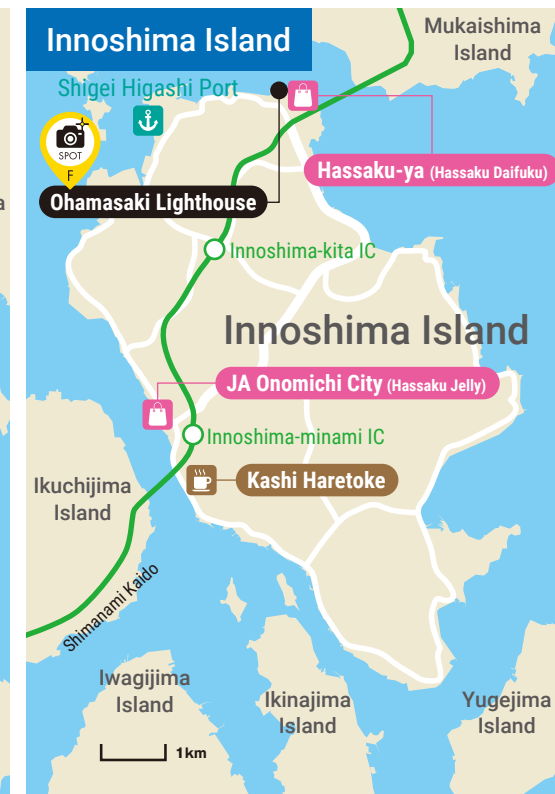 Innoshima Island
Mukaishima
Island
Shigei Higashi Port
SPOT
F
Hassaku-ya (Hassaku Daifuku)
a
Ohamasaki Lighthouse
Innoshima-kita IC
Innoshima Island
JA Onomichi City (Hassaku Jelly)
Innoshima-minami IC
Kashi Haretoke
Ikuchijima
Island
Shimanami Kaido
Iwagijima
Island
Ikinajima
Island
Yugejima
Island
1km